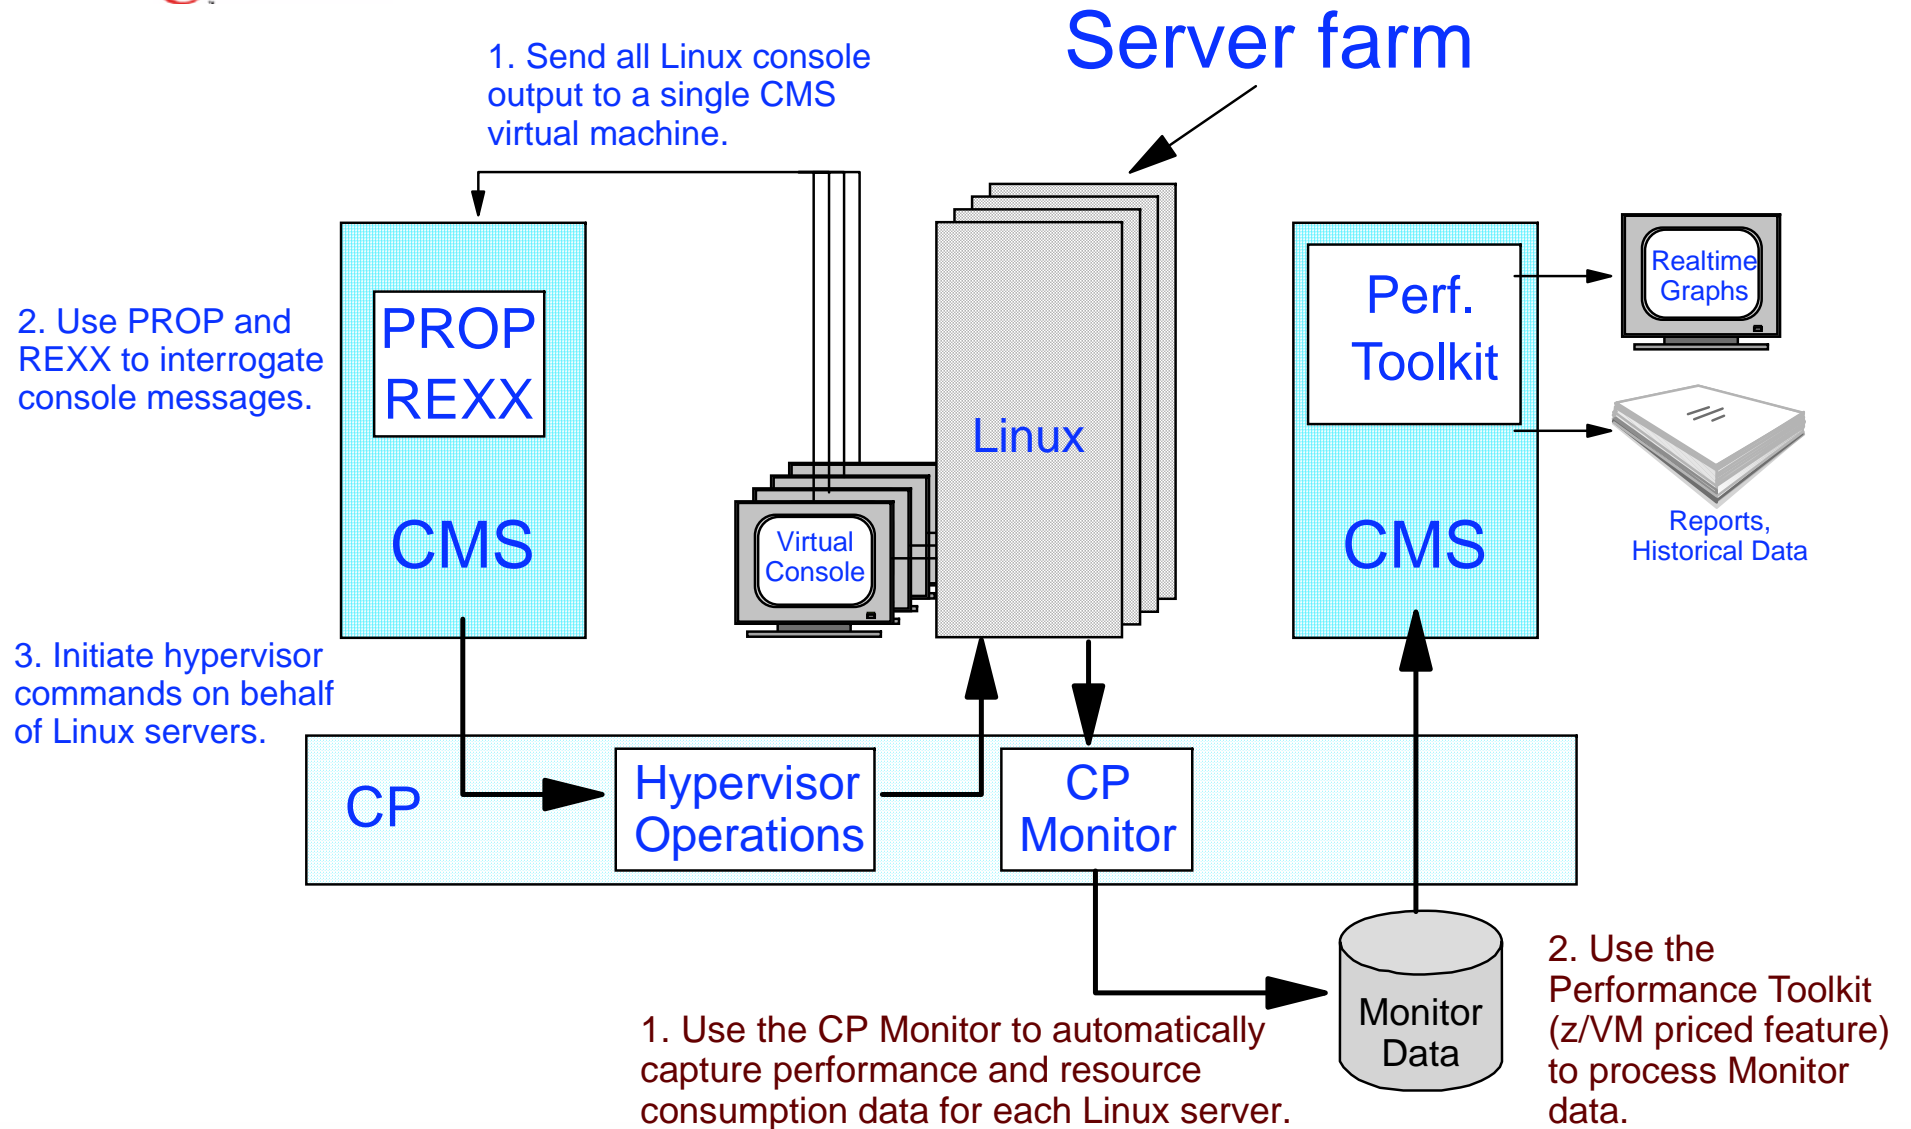 Server farm
1. Send all Linux console
output to a single CMS
virtual machine.
2. Use PROP and
REXX to interrogate
console messages.
PROP
REXX
CMS
Virtual
Console
Linux
Perf.
Toolkit
CMS
Realtime
Graphs
Reports,
Historical Data
3. Initiate hypervisor
commands on behalf
of Linux servers.
CP
Hypervisor
Operations
CP
Monitor
Monitor
Data
1. Use the CP Monitor to automatically
capture performance and resource
consumption data for each Linux server.
2. Use the
Performance Toolkit
(z/VM priced feature)
to process Monitor
data.